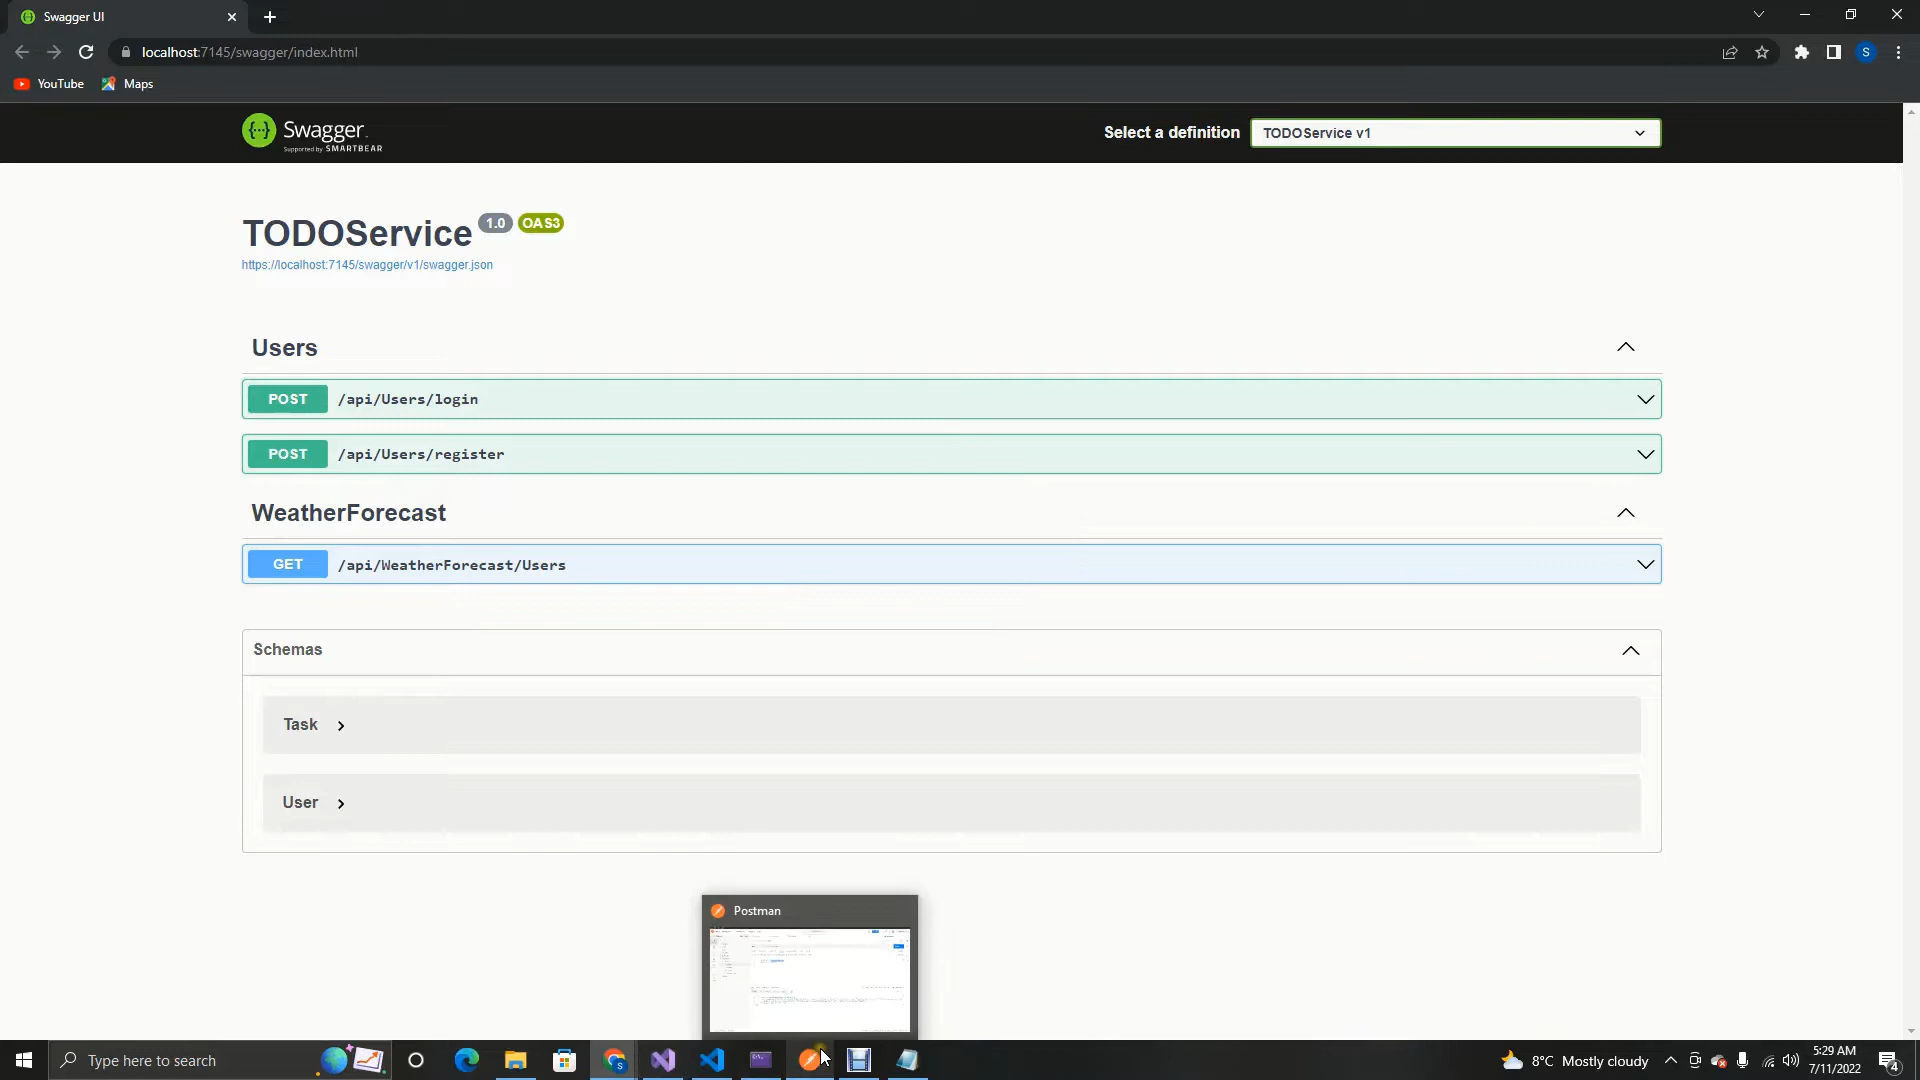 Swagger UI
localhost:7145/swagger/index.html
S
YouTube
Maps
Swagger
Supported by SMARTBEAR
Select a definition
TODOService v1
TODOService 1.0 OAS3
https://localhost:7145/swagger/v1/swagger.json
Users
POST /api/Users/login
POST /api/Users/register
WeatherForecast
GET /api/WeatherForecast/Users
Schemas
Task
User
Postman
Type here to search
S
8°C Mostly cloudy
5:29 AM
7/11/2022
4